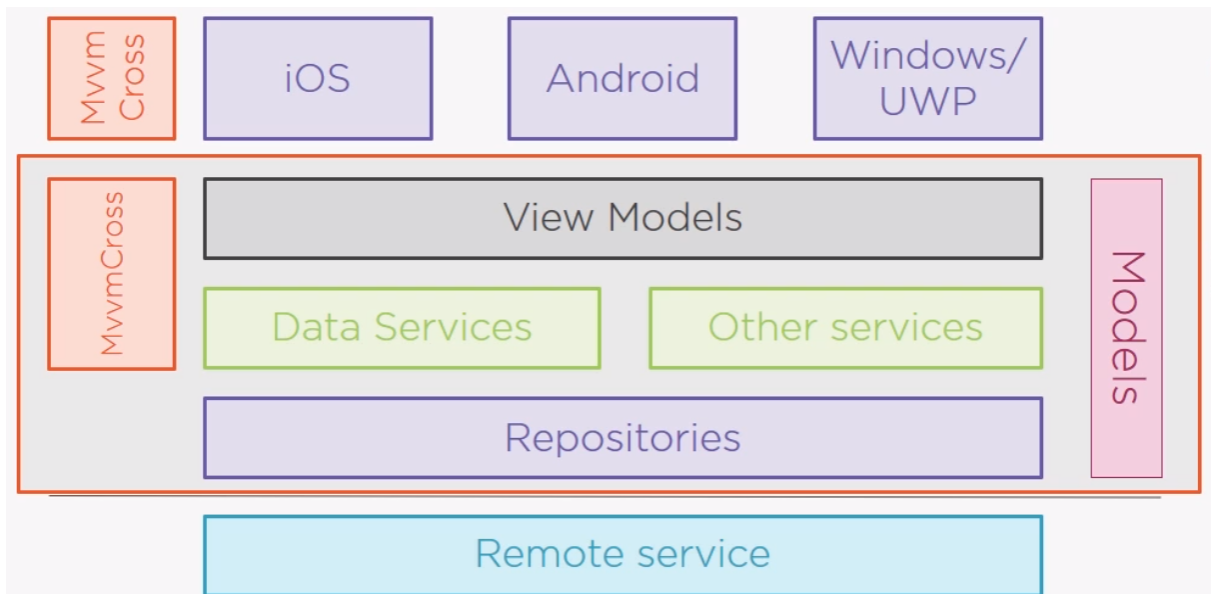 Mvvm
Cross
iOS
Android
Windows/
UWP
MvvmCross
View Models
Models
Data Services
Other services
Repositories
Remote service